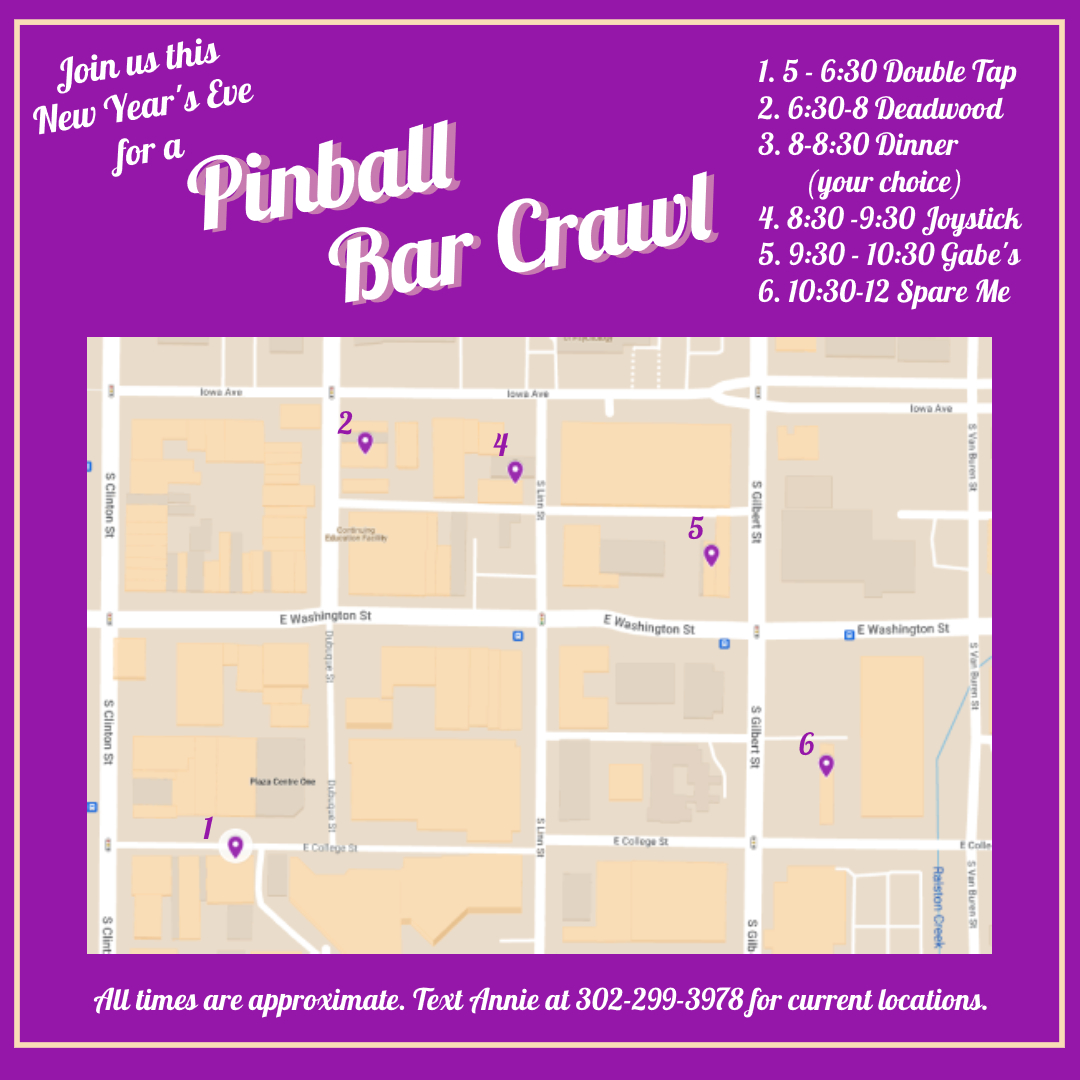 Join us this
New Year's Eve
for a
Pinball
Bar Crawl
1. 5 - 6:30 Double Tap
2. 6:30-8 Deadwood
3. 8-8:30 Dinner
(your choice)
4. 8:30 -9:30 Joystick
5. 9:30 - 10:30 Gabe's
6. 10:30-12 Spare Me
Iowa Ave
Iowa Ave
Iowa Ave
2
4
S Clinton St
S Linn St
S Gilbert St
S Van Buren St
5
Continuing
Education Facility
E Washington St
E Washington St
E Washington St
Dubuque St
S Van Buren St
S Clinton St
S Gilbert St
6
Plaza Centre One
Dubuque St
1
S Linn St
E College St
E College St
E Colle
S Van Buren St
Ralston Creek
S Clint
S Gilb
All times are approximate. Text Annie at 302-299-3978 for current locations.